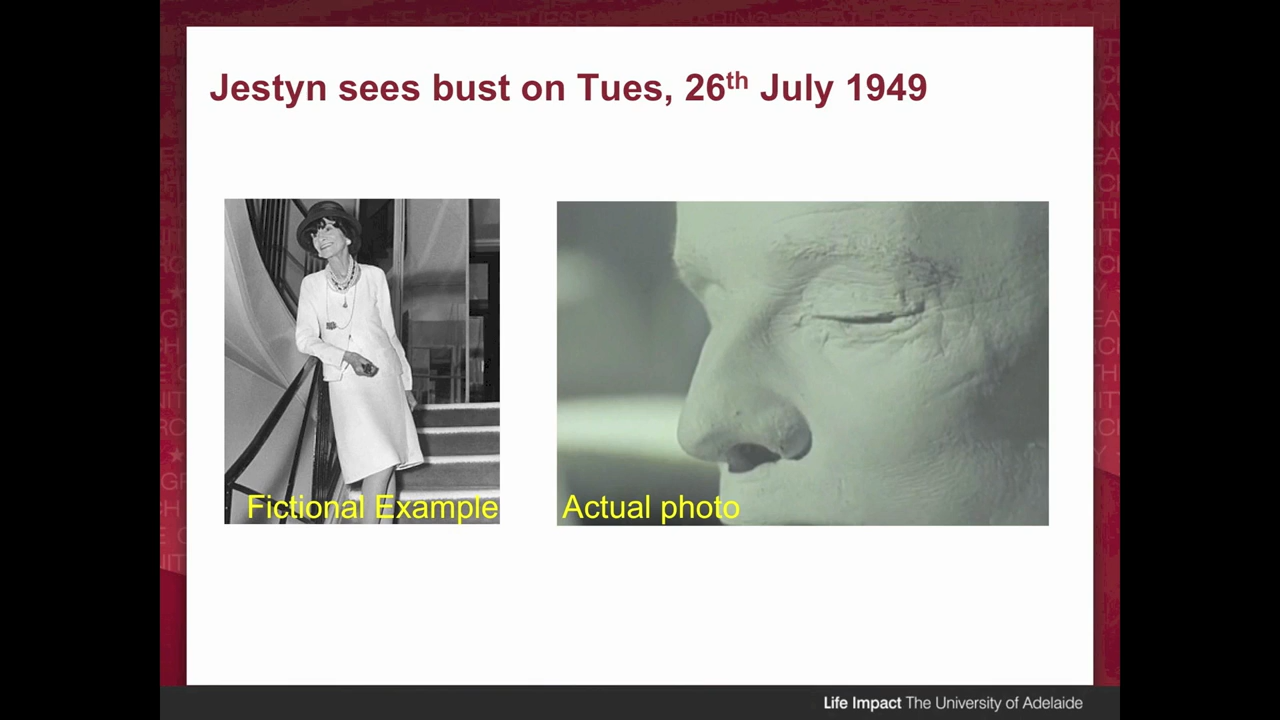 Jestyn sees bust on Tues, 26th July 1949
Fictional Example
Actual photo
Life Impact The University of Adelaide